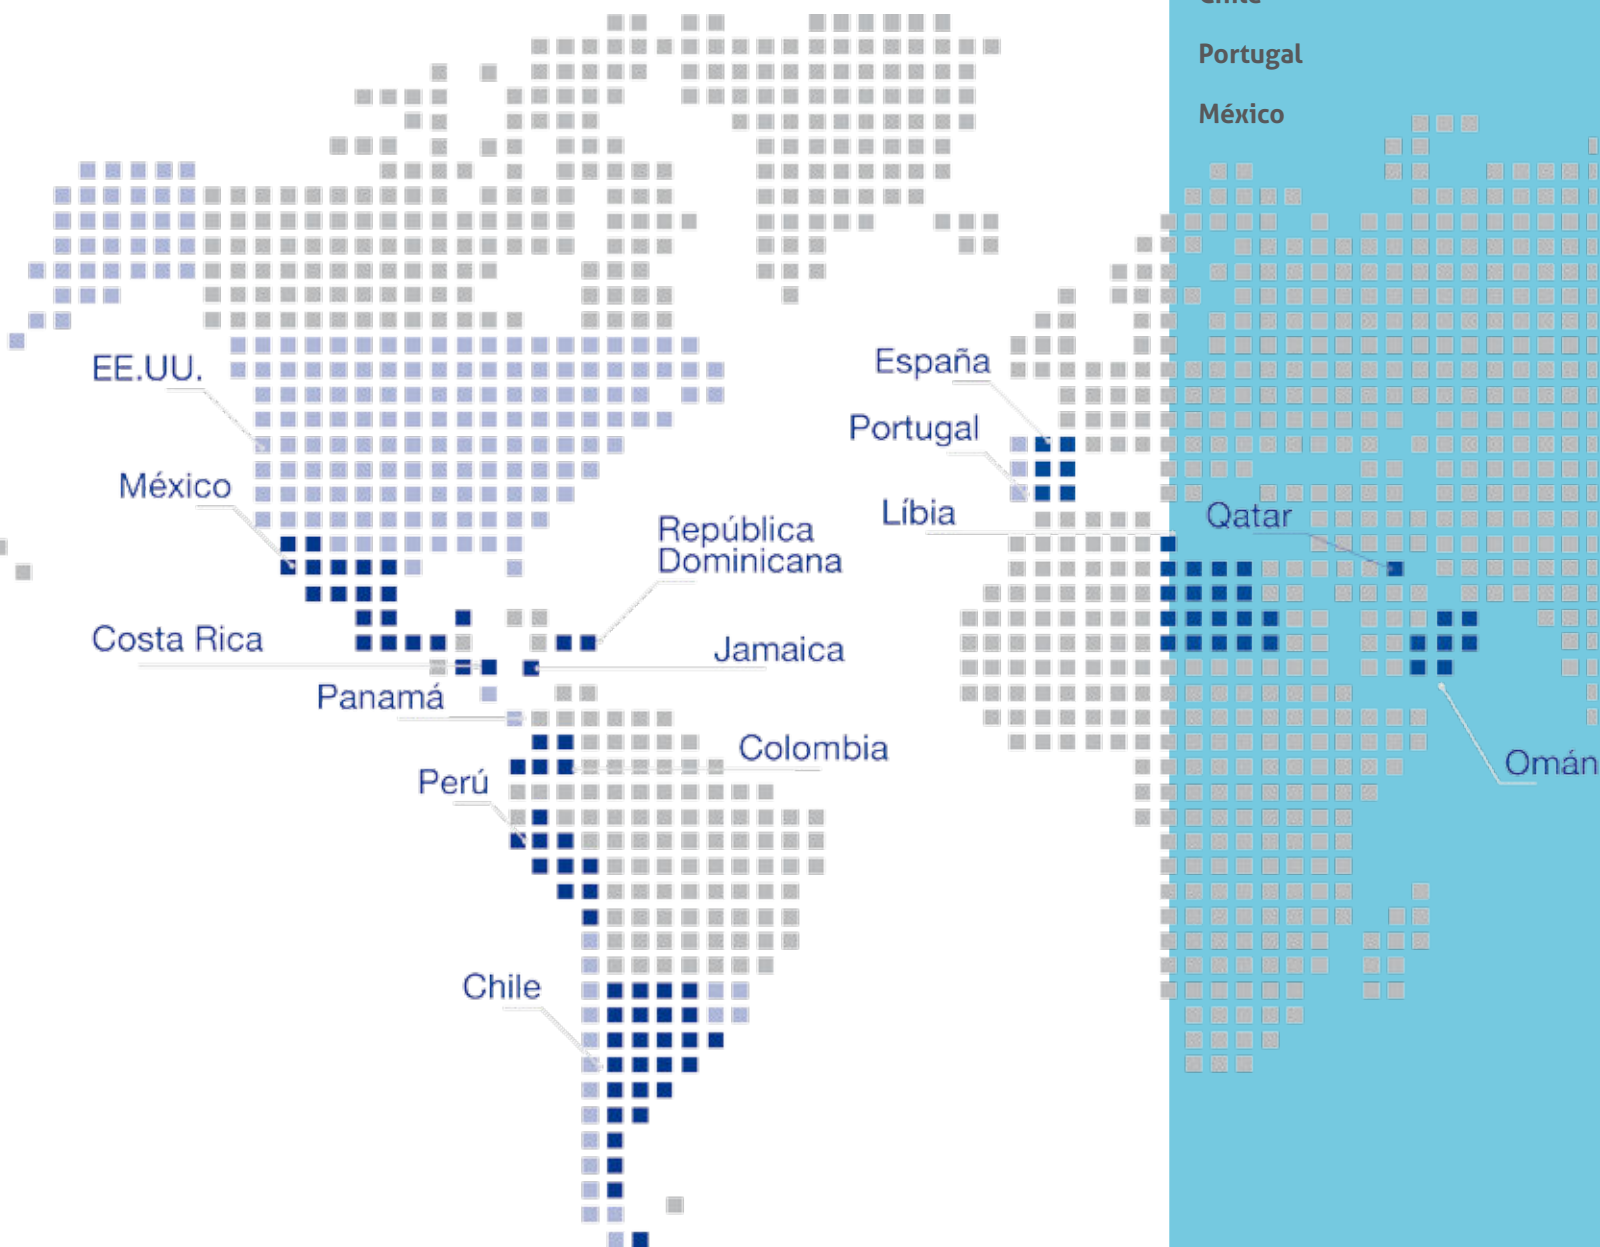 Chile
Portugal
México
EE.UU.
España
Portugal
México
Líbia
Qatar
República
Dominicana
Costa Rica
Jamaica
Panamá
Colombia
Perú
Omán
Chile